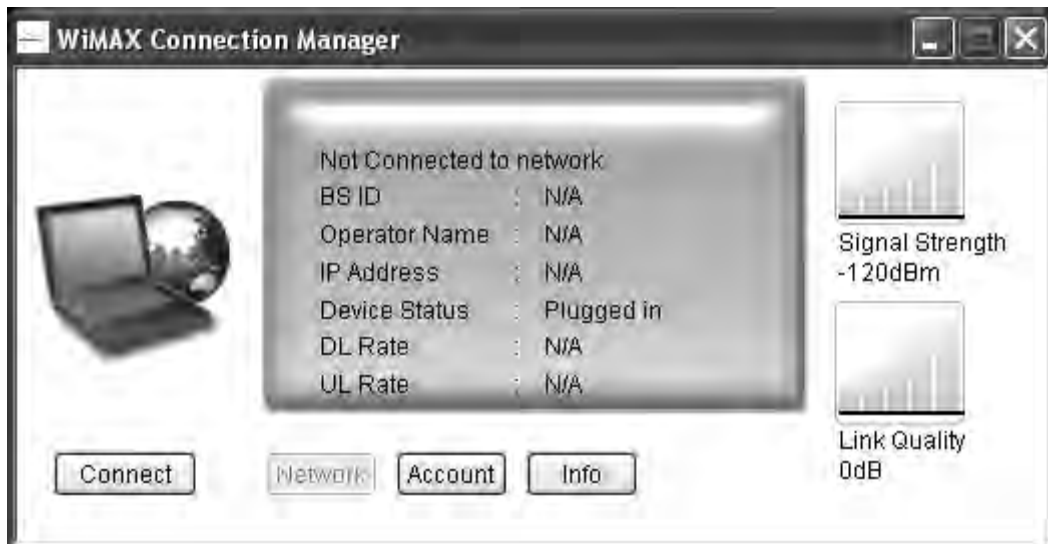 WiMAX Connection Manager
Not Connected to network
BS ID : N/A
Operator Name : N/A
IP Address : N/A
Device Status : Plugged in
DL Rate : N/A
UL Rate : N/A
Signal Strength
-120dBm
Link Quality
0dB
Connect
Network
Account
Info